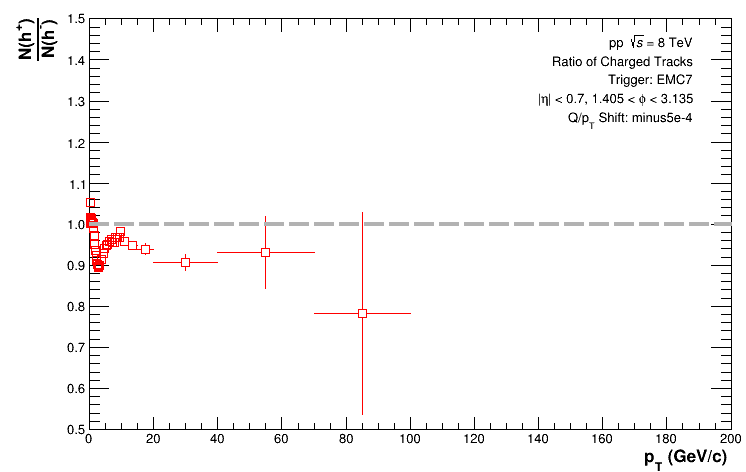 N(h⁺)
N(h⁻)
1.5
1.4
1.3
1.2
1.1
1.0
0.9
0.8
0.7
0.6
0.5
pp √s = 8 TeV
Ratio of Charged Tracks
Trigger: EMC7
|η| < 0.7, 1.405 < ϕ < 3.135
Q/p_T Shift: minus5e-4
0 20 40 60 80 100 120 140 160 180 200
p_T (GeV/c)